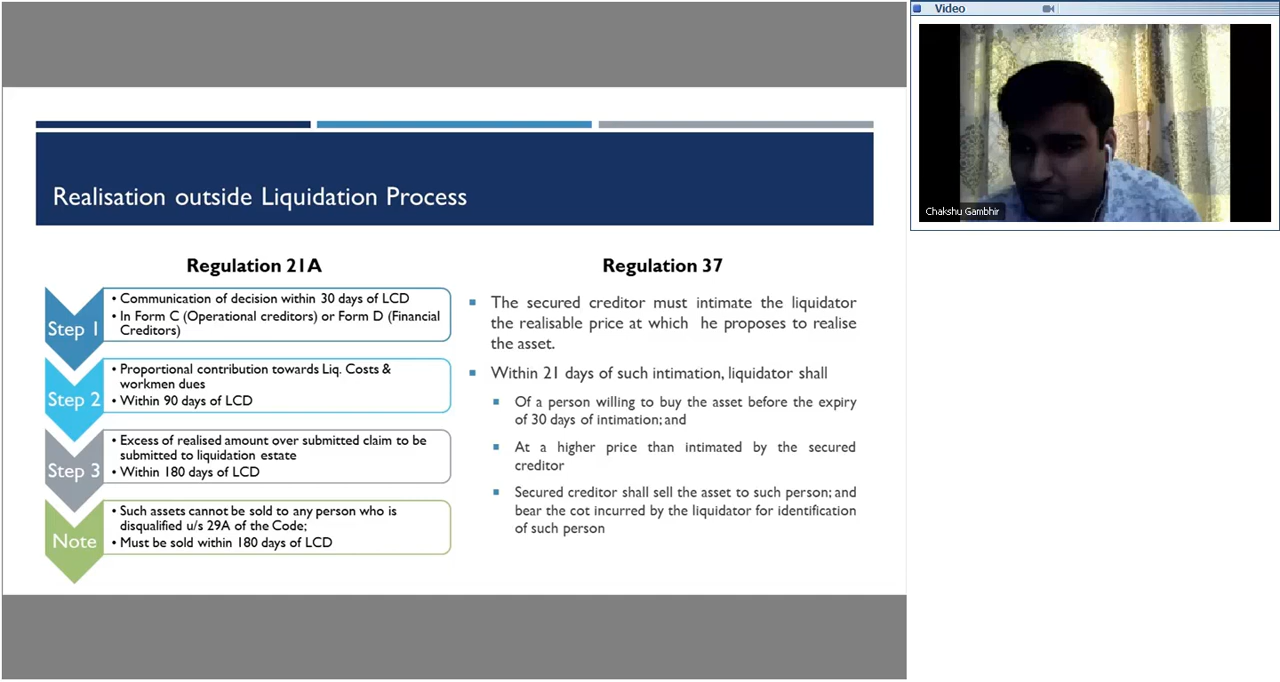 Realisation outside Liquidation Process
Regulation 21A
Step 1
• Communication of decision within 30 days of LCD
• In Form C (Operational creditors) or Form D (Financial
Creditors)
Step 2
• Proportional contribution towards Liq. Costs &
workmen dues
• Within 90 days of LCD
Step 3
• Excess of realised amount over submitted claim to be
submitted to liquidation estate
• Within 180 days of LCD
Note
• Such assets cannot be sold to any person who is
disqualified u/s 29A of the Code;
• Must be sold within 180 days of LCD
Regulation 37
The secured creditor must intimate the liquidator
the realisable price at which he proposes to realise
the asset.
Within 21 days of such intimation, liquidator shall
Of a person willing to buy the asset before the expiry
of 30 days of intimation; and
At a higher price than intimated by the secured
creditor
Secured creditor shall sell the asset to such person; and
bear the cot incurred by the liquidator for identification
of such person
Video
Chakshu Gambhir